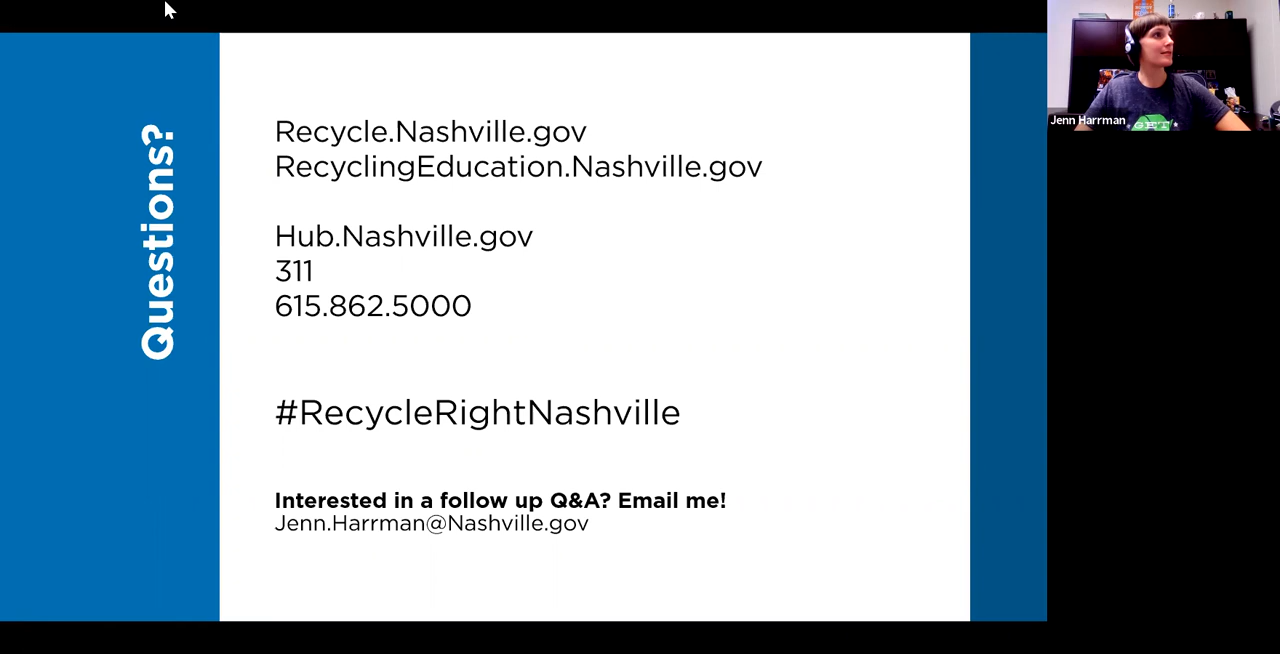 Questions?
Recycle.Nashville.gov
RecyclingEducation.Nashville.gov
Hub.Nashville.gov
311
615.862.5000
#RecycleRightNashville
Interested in a follow up Q&A? Email me!
Jenn.Harrman@Nashville.gov
Jenn Harrman
GET